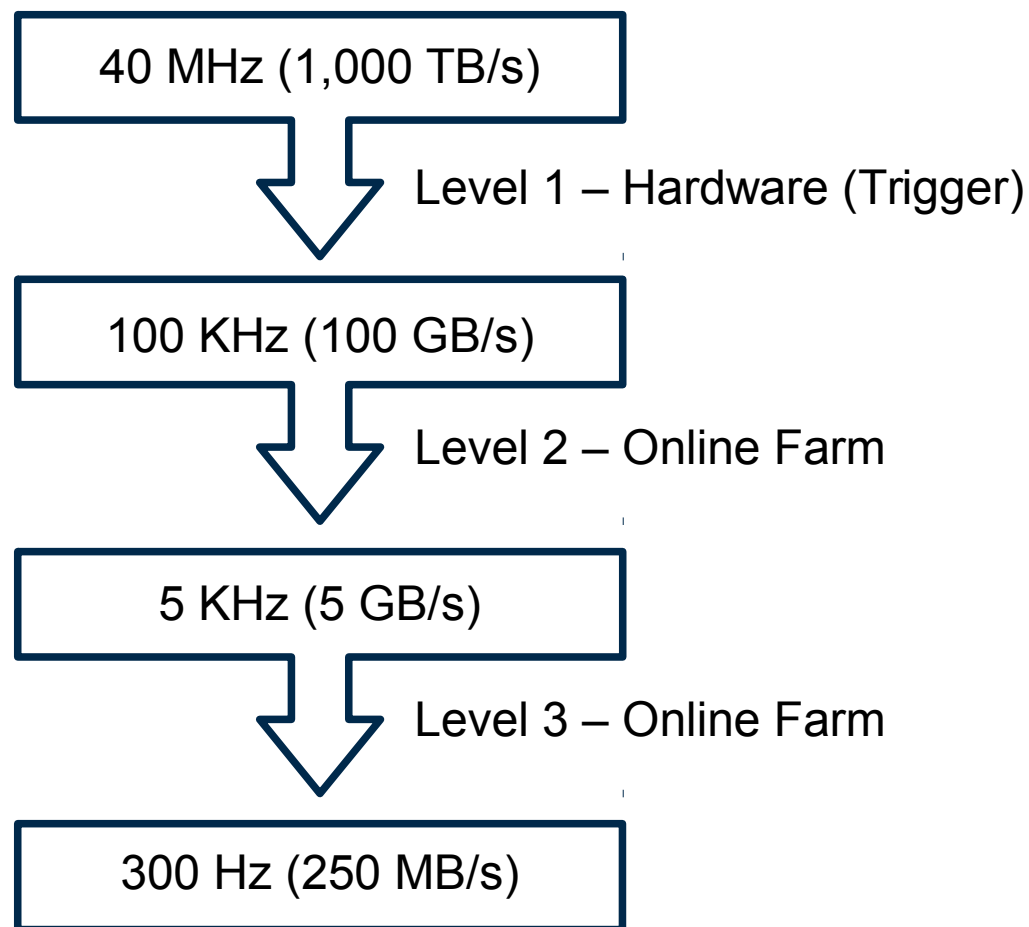 40 MHz (1,000 TB/s)
Level 1 – Hardware (Trigger)
100 KHz (100 GB/s)
Level 2 – Online Farm
5 KHz (5 GB/s)
Level 3 – Online Farm
300 Hz (250 MB/s)